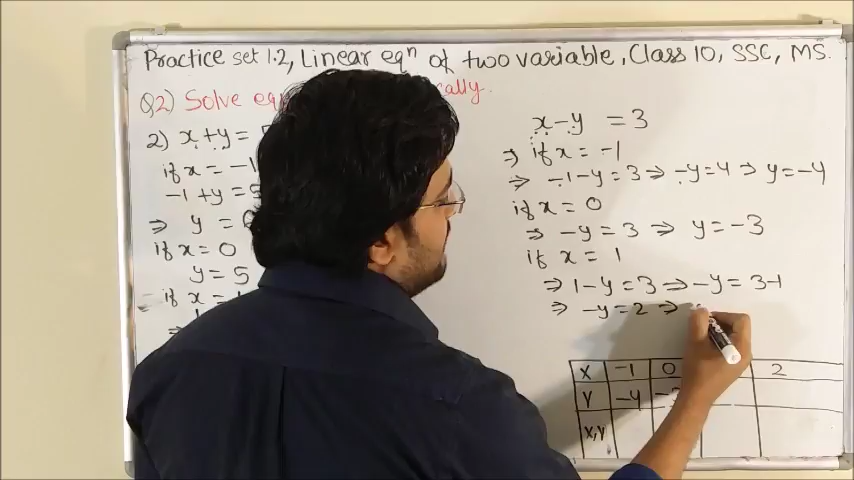 Practice set 1.2, Linear eqn of two variable, Class 10, SSC, MS.
Q2) Solve
2) x+y =
if x = -1
-1 +y =5
⇒ y =
if x=0
y= 5
if x =
x-y = 3
⇒ if x = -1
⇒ -1-y=3 ⇒ -y=4 ⇒ y=-4
if x = 0
⇒ -y = 3 ⇒ y = -3
if x = 1
⇒ 1-y=3 ⇒ -y= 3-1
⇒ -y=2 ⇒
X -1 0 2
Y -4
X,Y